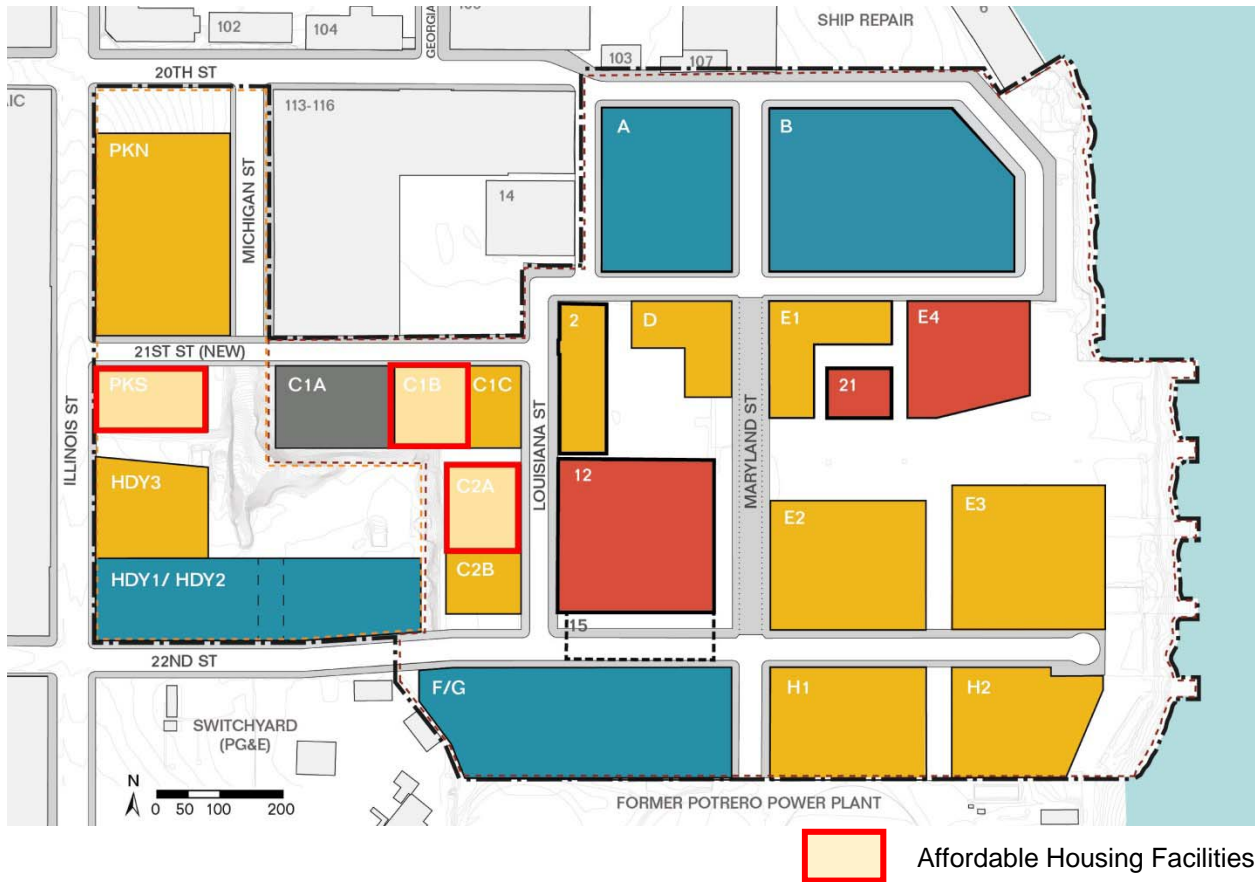 SHIP REPAIR
6
102
104
GEORGIA
103
107
20TH ST
IC
113-116
A
B
PKN
MICHIGAN ST
14
2
D
E1
E4
21ST ST (NEW)
PKS
C1A
C1B
C1C
21
ILLINOIS ST
LOUISIANA ST
MARYLAND ST
HDY3
C2A
12
E2
E3
HDY1/ HDY2
C2B
15
22ND ST
F/G
H1
H2
SWITCHYARD
(PG&E)
N
0 50 100 200
FORMER POTRERO POWER PLANT
Affordable Housing Facilities